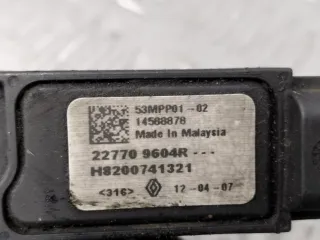 53MPP01-02
14588878
Made In Malaysia
22770 9604R---
H8200741321
<316> 12-04-07